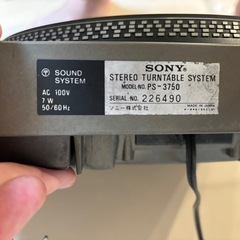 SOUND
SYSTEM
AC 100V
7W
50/60Hz
SONY®
STEREO TURNTABLE SYSTEM
MODEL NO. PS-3750
SERIAL NO. 226490
MADE IN JAPAN
ソニー株式会社